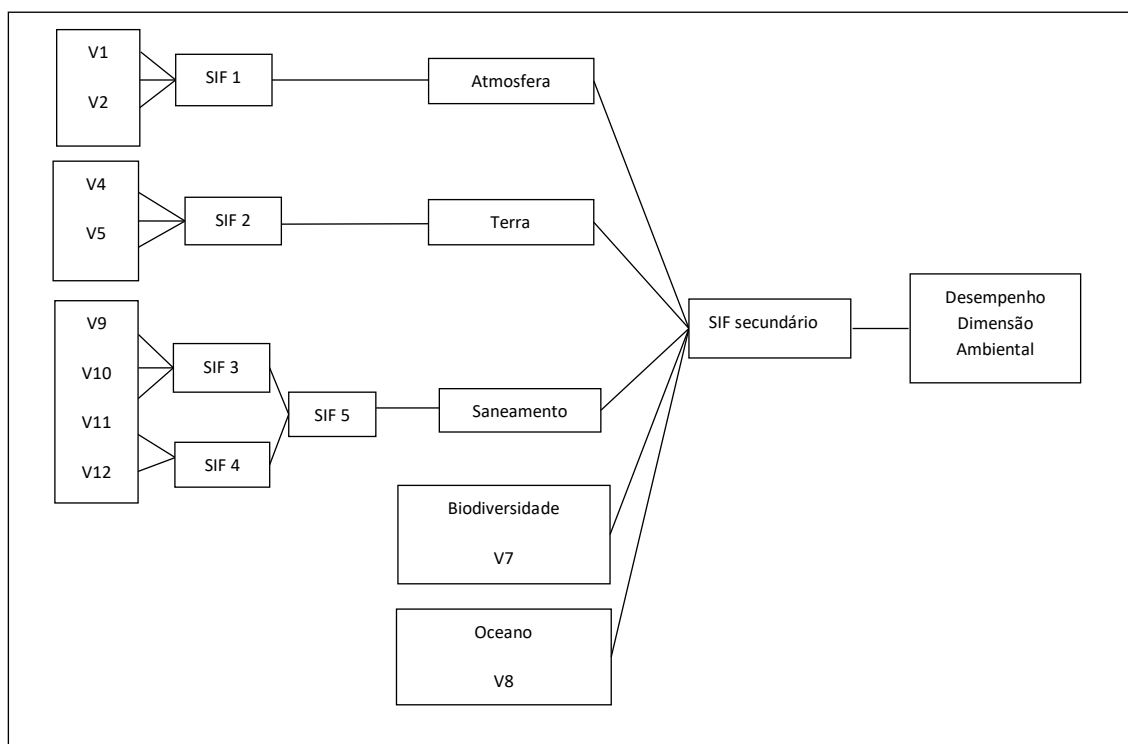 V1
V2
SIF 1
Atmosfera
V4
V5
SIF 2
Terra
V9
V10
V11
V12
SIF 3
SIF 4
SIF 5
Saneamento
Biodiversidade
V7
Oceano
V8
SIF secundário
Desempenho
Dimensão
Ambiental